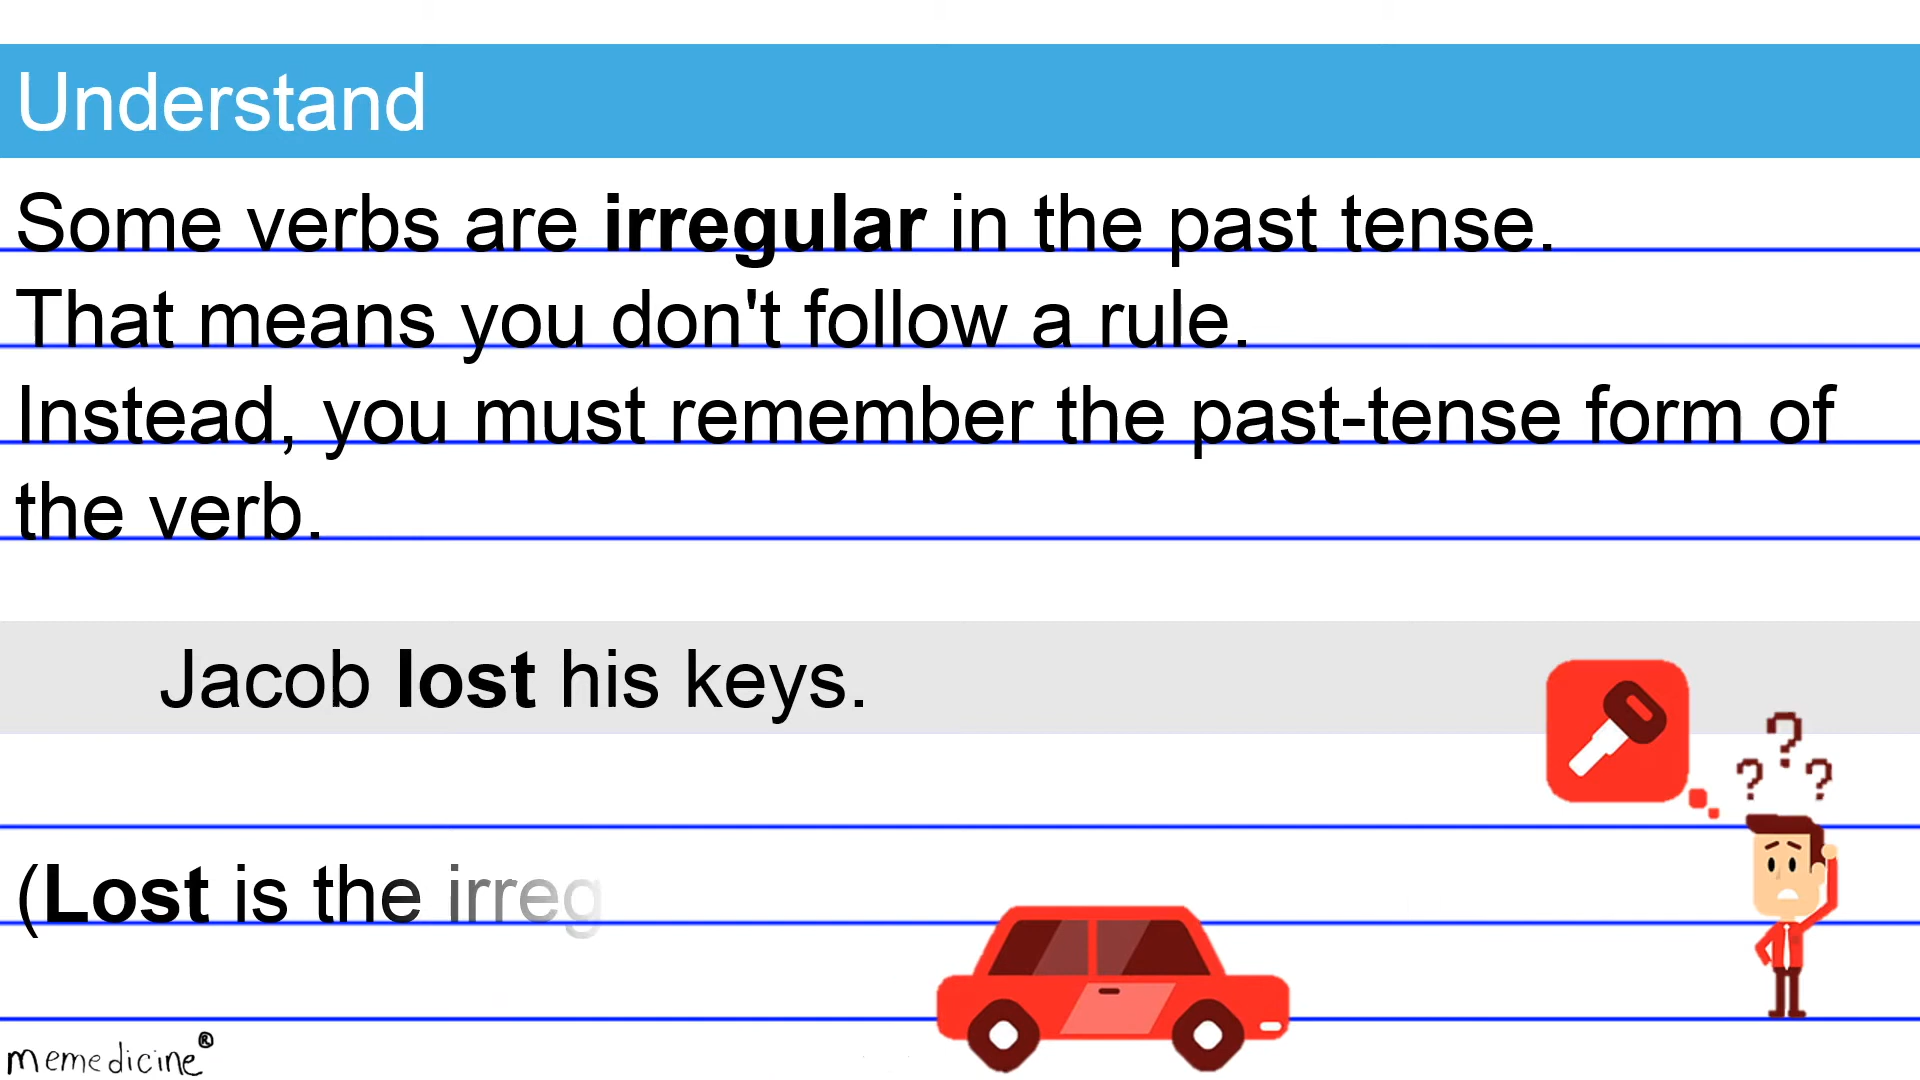 Understand
Some verbs are irregular in the past tense.
That means you don't follow a rule.
Instead, you must remember the past-tense form of
the verb.
Jacob lost his keys.
? ? ?
(Lost is the irreg
memedicine®